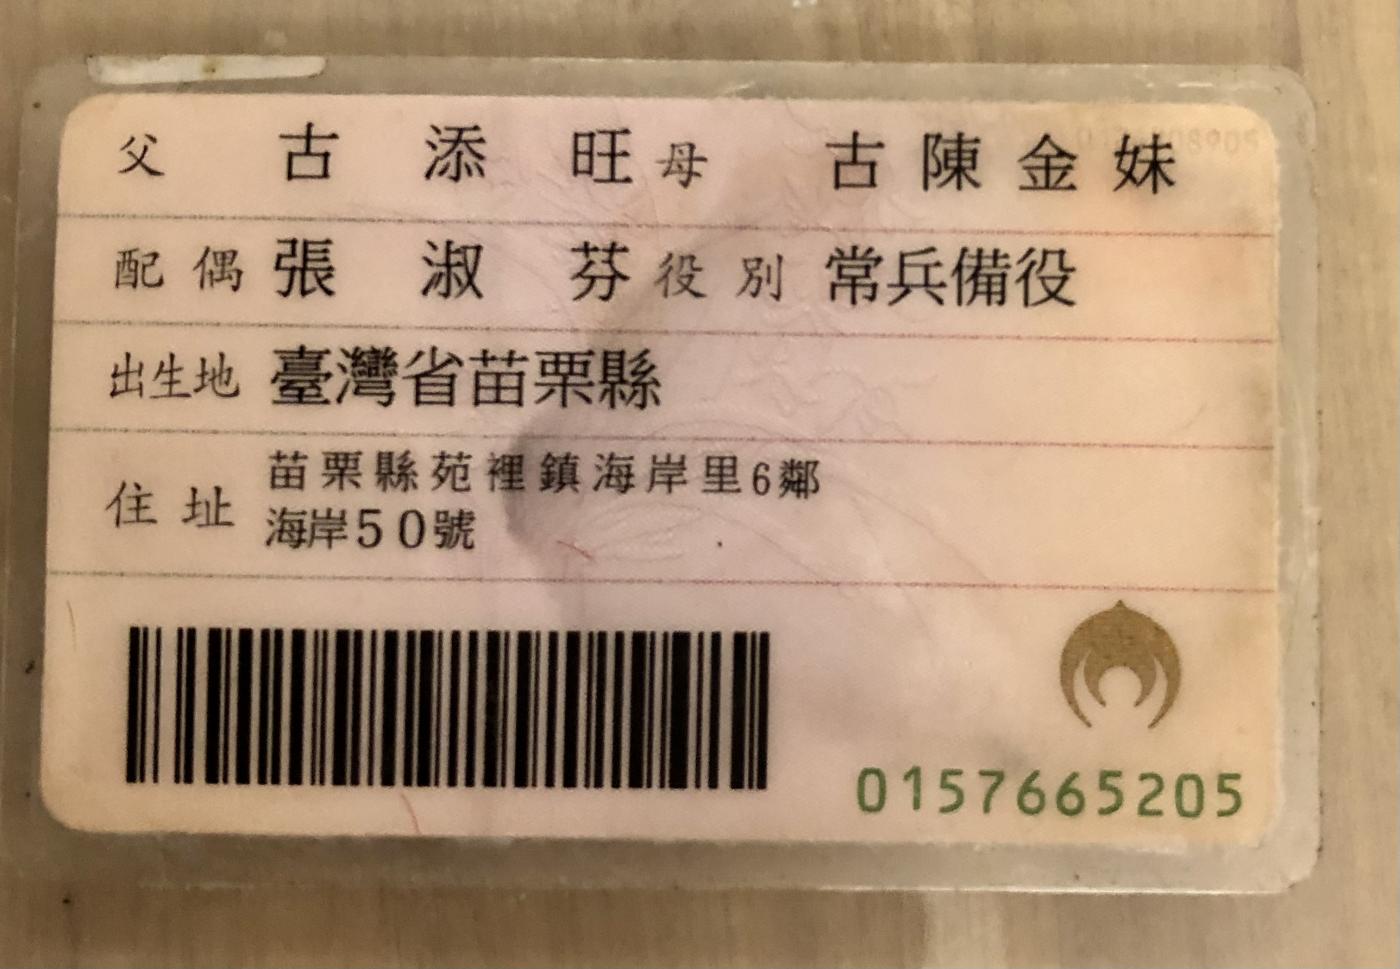 父 古添旺 母 古陳金妹
配偶 張淑芬 役別 常兵備役
出生地 臺灣省苗栗縣
住址 苗栗縣苑裡鎮海岸里6鄰
海岸50號
0157665205